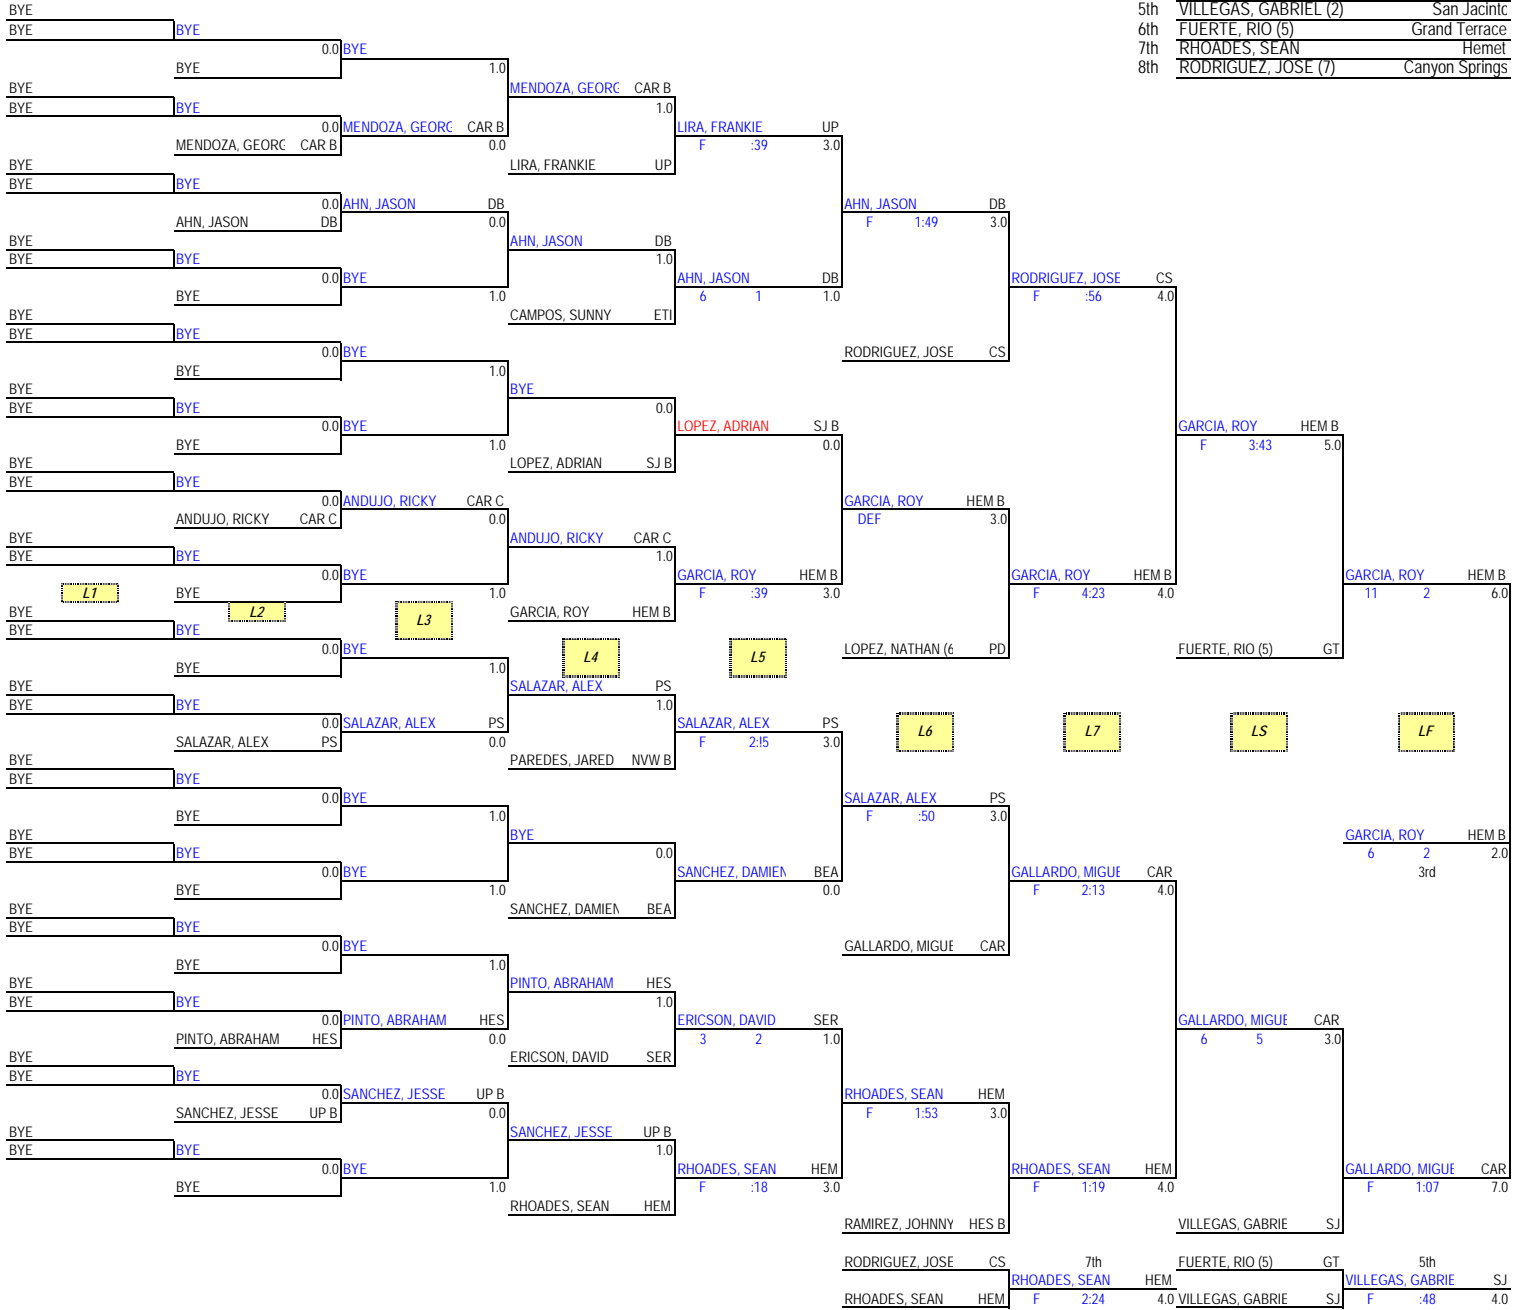 5th VILLEGAS, GABRIEL (2) San Jacinto
6th FUERTE, RIO (5) Grand Terrace
7th RHOADES, SEAN Hemet
8th RODRIGUEZ, JOSE (7) Canyon Springs
BYE
BYE BYE
0.0 BYE
BYE 1.0
BYE MENDOZA, GEORG CAR B
BYE BYE 1.0
0.0 MENDOZA, GEORG CAR B LIRA, FRANKIE UP
MENDOZA, GEORG CAR B 0.0 F :39 3.0
BYE LIRA, FRANKIE UP
BYE BYE
0.0 AHN, JASON DB AHN, JASON DB
AHN, JASON DB 0.0 F 1:49 3.0
BYE AHN, JASON DB
BYE BYE 1.0
0.0 BYE AHN, JASON DB RODRIGUEZ, JOSE CS
BYE 1.0 6 1 1.0 F :56 4.0
BYE CAMPOS, SUNNY ETI
BYE BYE
0.0 BYE RODRIGUEZ, JOSE CS
BYE 1.0
BYE BYE
BYE BYE 0.0
0.0 BYE LOPEZ, ADRIAN SJ B GARCIA, ROY HEM B
BYE 1.0 0.0 F 3:43 5.0
BYE LOPEZ, ADRIAN SJ B
BYE BYE
0.0 ANDUJO, RICKY CAR C GARCIA, ROY HEM B
ANDUJO, RICKY CAR C 0.0 DEF 3.0
BYE ANDUJO, RICKY CAR C
BYE BYE 1.0
0.0 BYE GARCIA, ROY HEM B GARCIA, ROY HEM B GARCIA, ROY HEM B
L1 BYE 1.0 F :39 3.0 F 4:23 4.0 11 2 6.0
BYE L2 L3 GARCIA, ROY HEM B
BYE BYE
0.0 BYE L4 L5 LOPEZ, NATHAN (6 PD FUERTE, RIO (5) GT
BYE 1.0
BYE SALAZAR, ALEX PS
BYE BYE 1.0
0.0 SALAZAR, ALEX PS SALAZAR, ALEX PS L6 L7 LS LF
SALAZAR, ALEX PS 0.0 F 2:!5 3.0
BYE PAREDES, JARED NVW B
BYE BYE
0.0 BYE SALAZAR, ALEX PS
BYE 1.0 F :50 3.0
BYE BYE GARCIA, ROY HEM B
BYE BYE 0.0 6 2 2.0
0.0 BYE SANCHEZ, DAMIEN BEA GALLARDO, MIGUE CAR 3rd
BYE 1.0 0.0 F 2:13 4.0
BYE SANCHEZ, DAMIEN BEA
BYE BYE
0.0 BYE GALLARDO, MIGUE CAR
BYE 1.0
BYE PINTO, ABRAHAM HES
BYE BYE 1.0
0.0 PINTO, ABRAHAM HES ERICSON, DAVID SER GALLARDO, MIGUE CAR
PINTO, ABRAHAM HES 0.0 3 2 1.0 6 5 3.0
BYE ERICSON, DAVID SER
BYE BYE
0.0 SANCHEZ, JESSE UP B RHOADES, SEAN HEM
SANCHEZ, JESSE UP B 0.0 F 1:53 3.0
BYE SANCHEZ, JESSE UP B
BYE BYE 1.0
0.0 BYE RHOADES, SEAN HEM RHOADES, SEAN HEM GALLARDO, MIGUE CAR
BYE 1.0 F :18 3.0 F 1:19 4.0 F 1:07 7.0
RHOADES, SEAN HEM
RAMIREZ, JOHNNY HES B VILLEGAS, GABRIE SJ
RODRIGUEZ, JOSE CS 7th FUERTE, RIO (5) GT 5th
RHOADES, SEAN HEM VILLEGAS, GABRIE SJ
RHOADES, SEAN HEM F 2:24 4.0 VILLEGAS, GABRIE SJ F :48 4.0